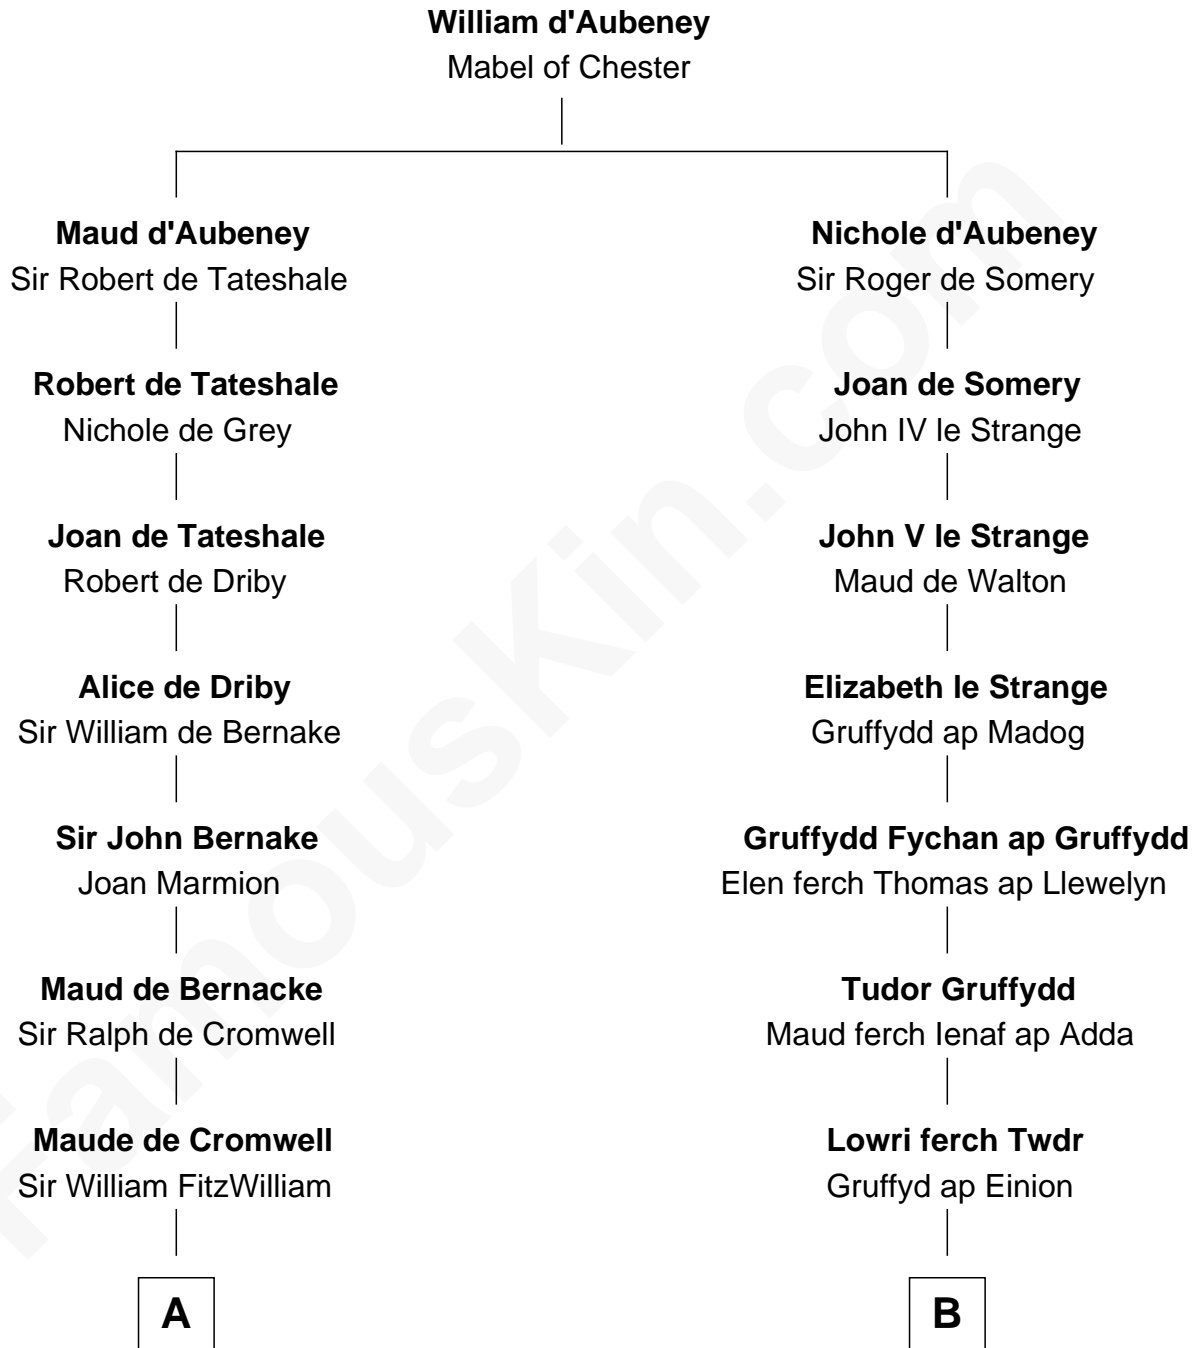 William d'Aubeney
Mabel of Chester
Maud d'Aubeney
Sir Robert de Tateshale
Nichole d'Aubeney
Sir Roger de Somery
Robert de Tateshale
Nichole de Grey
Joan de Somery
John IV le Strange
Joan de Tateshale
Robert de Driby
John V le Strange
Maud de Walton
Alice de Driby
Sir William de Bernake
Elizabeth le Strange
Gruffydd ap Madog
Sir John Bernake
Joan Marmion
Gruffydd Fychan ap Gruffydd
Elen ferch Thomas ap Llewelyn
Maud de Bernacke
Sir Ralph de Cromwell
Tudor Gruffydd
Maud ferch Ienaf ap Adda
Maude de Cromwell
Sir William FitzWilliam
Lowri ferch Twdr
Gruffyd ap Einion
A
B
FamousKin.com